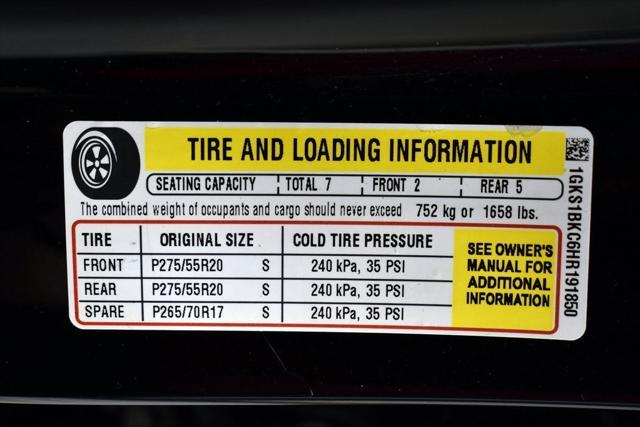 TIRE AND LOADING INFORMATION
SEATING CAPACITY TOTAL 7 FRONT 2 REAR 5
The combined weight of occupants and cargo should never exceed 752 kg or 1658 lbs.
TIRE ORIGINAL SIZE COLD TIRE PRESSURE
FRONT P275/55R20 S 240 kPa, 35 PSI
REAR P275/55R20 S 240 kPa, 35 PSI
SPARE P265/70R17 S 240 kPa, 35 PSI
SEE OWNER'S
MANUAL FOR
ADDITIONAL
INFORMATION
1GKS1BKC6HR191850